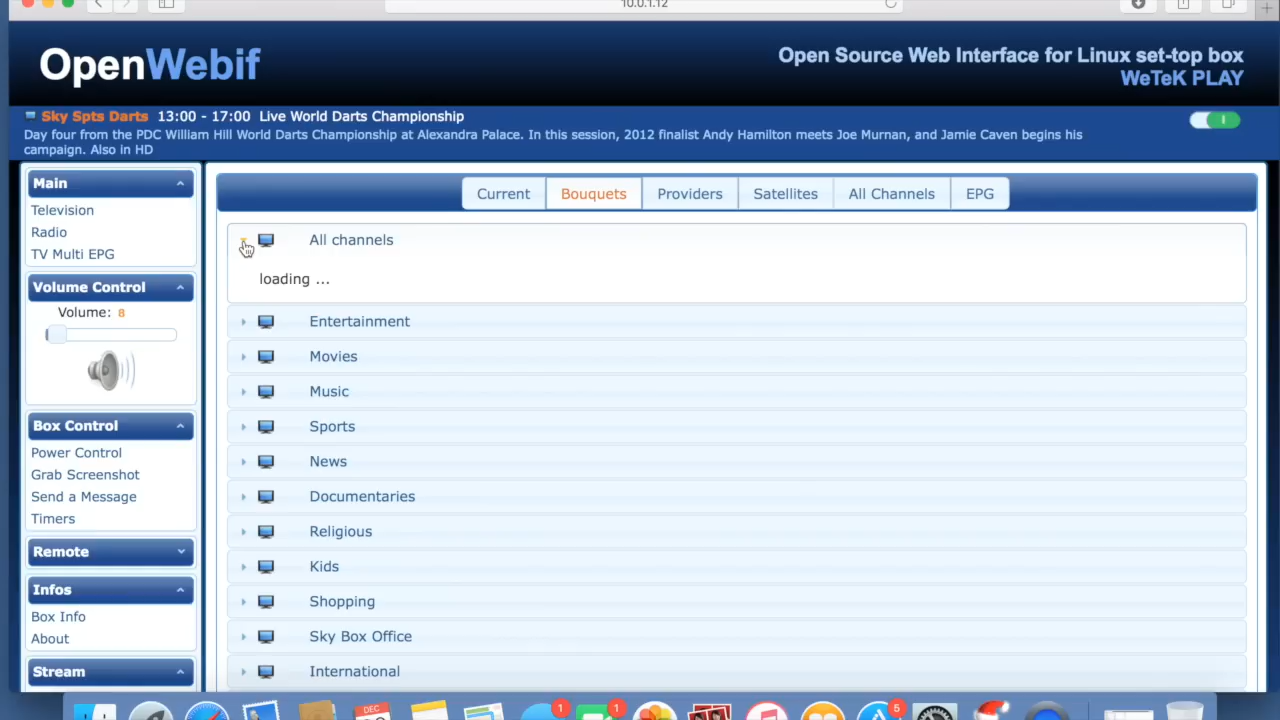 10.0.1.12
OpenWebif
Open Source Web Interface for Linux set-top box
WeTeK PLAY
Sky Spts Darts 13:00 - 17:00 Live World Darts Championship
Day four from the PDC William Hill World Darts Championship at Alexandra Palace. In this session, 2012 finalist Andy Hamilton meets Joe Murnan, and Jamie Caven begins his
campaign. Also in HD
Main
Television
Radio
TV Multi EPG
Volume Control
Volume: 8
Box Control
Power Control
Grab Screenshot
Send a Message
Timers
Remote
Infos
Box Info
About
Stream
Current Bouquets Providers Satellites All Channels EPG
All channels
loading ...
Entertainment
Movies
Music
Sports
News
Documentaries
Religious
Kids
Shopping
Sky Box Office
International
DEC
1
1
5